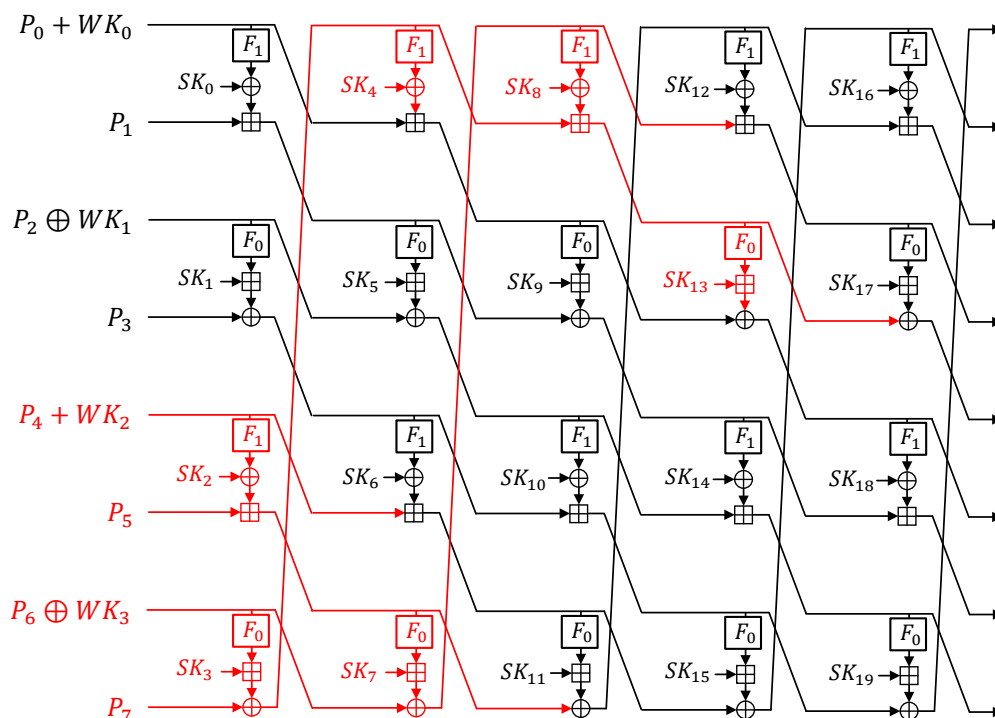 P₀ + WK₀
F₁ F₁ F₁ F₁ F₁
SK₀ SK₄ SK₈ SK₁₂ SK₁₆
P₁
P₂ ⊕ WK₁
F₀ F₀ F₀ F₀ F₀
SK₁ SK₅ SK₉ SK₁₃ SK₁₇
P₃
P₄ + WK₂
F₁ F₁ F₁ F₁ F₁
SK₂ SK₆ SK₁₀ SK₁₄ SK₁₈
P₅
P₆ ⊕ WK₃
F₀ F₀ F₀ F₀ F₀
SK₃ SK₇ SK₁₁ SK₁₅ SK₁₉
P₇